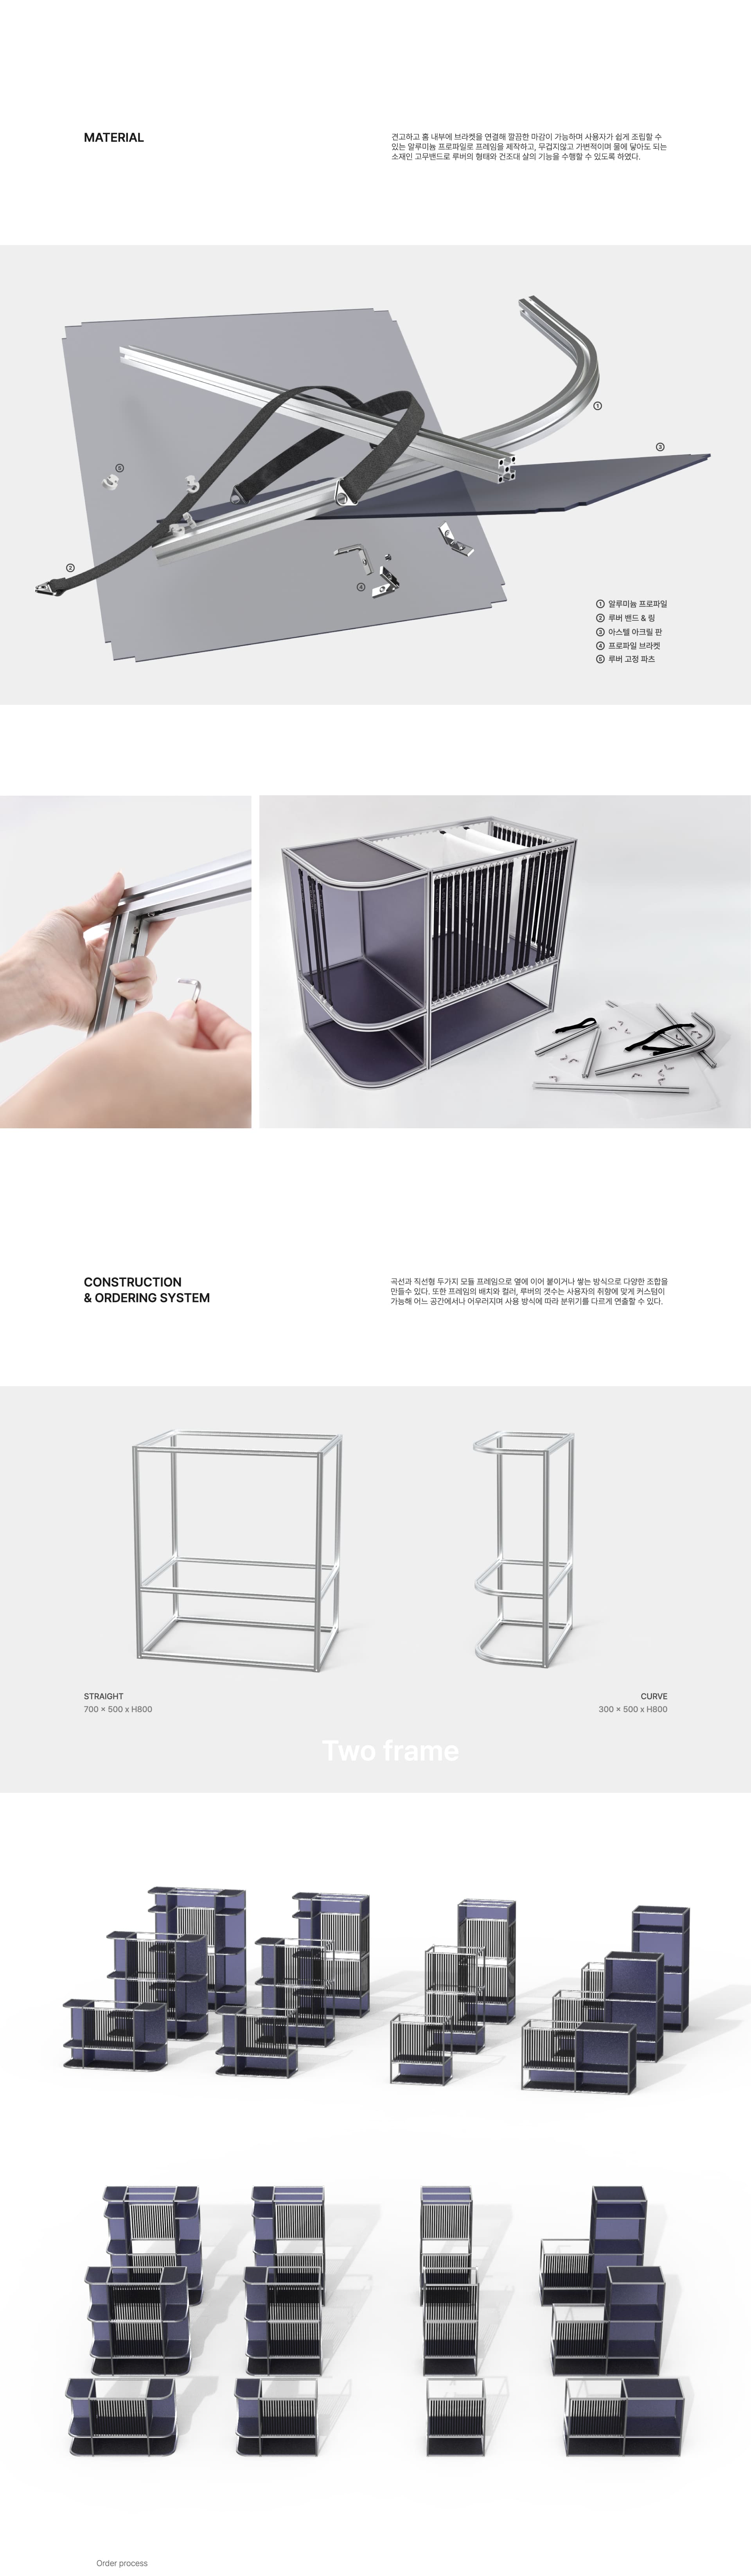 MATERIAL
견고하고 홈 내부에 브라켓을 연결해 깔끔한 마감이 가능하며 사용자가 쉽게 조립할 수
있는 알루미늄 프로파일로 프레임을 제작하고, 무겁지않고 가변적이며 물에 닿아도 되는
소재인 고무밴드로 루버의 형태와 건조대 살의 기능을 수행할 수 있도록 하였다.
1
3
5
2
4
1 알루미늄 프로파일
2 루버 밴드 & 링
3 아스텔 아크릴 판
4 프로파일 브라켓
5 루버 고정 파츠
CONSTRUCTION
& ORDERING SYSTEM
곡선과 직선형 두가지 모듈 프레임으로 옆에 이어 붙이거나 쌓는 방식으로 다양한 조합을
만들수 있다. 또한 프레임의 배치와 컬러, 루버의 갯수는 사용자의 취향에 맞게 커스텀이
가능해 어느 공간에서나 어우러지며 사용 방식에 따라 분위기를 다르게 연출할 수 있다.
STRAIGHT
700 × 500 x H800
CURVE
300 × 500 x H800
Two frame
Order process